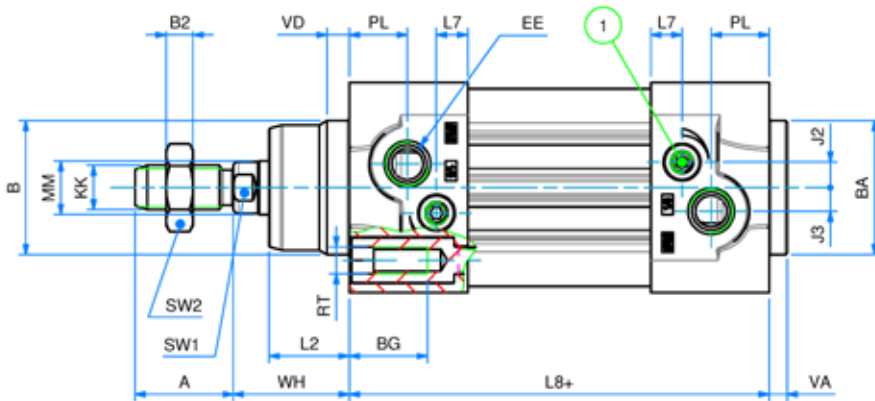 B2 VD PL L7 EE 1 L7 PL
B MM KK J2 J3 BA
SW2 SW1 RT
L2 BG
A WH L8+ VA